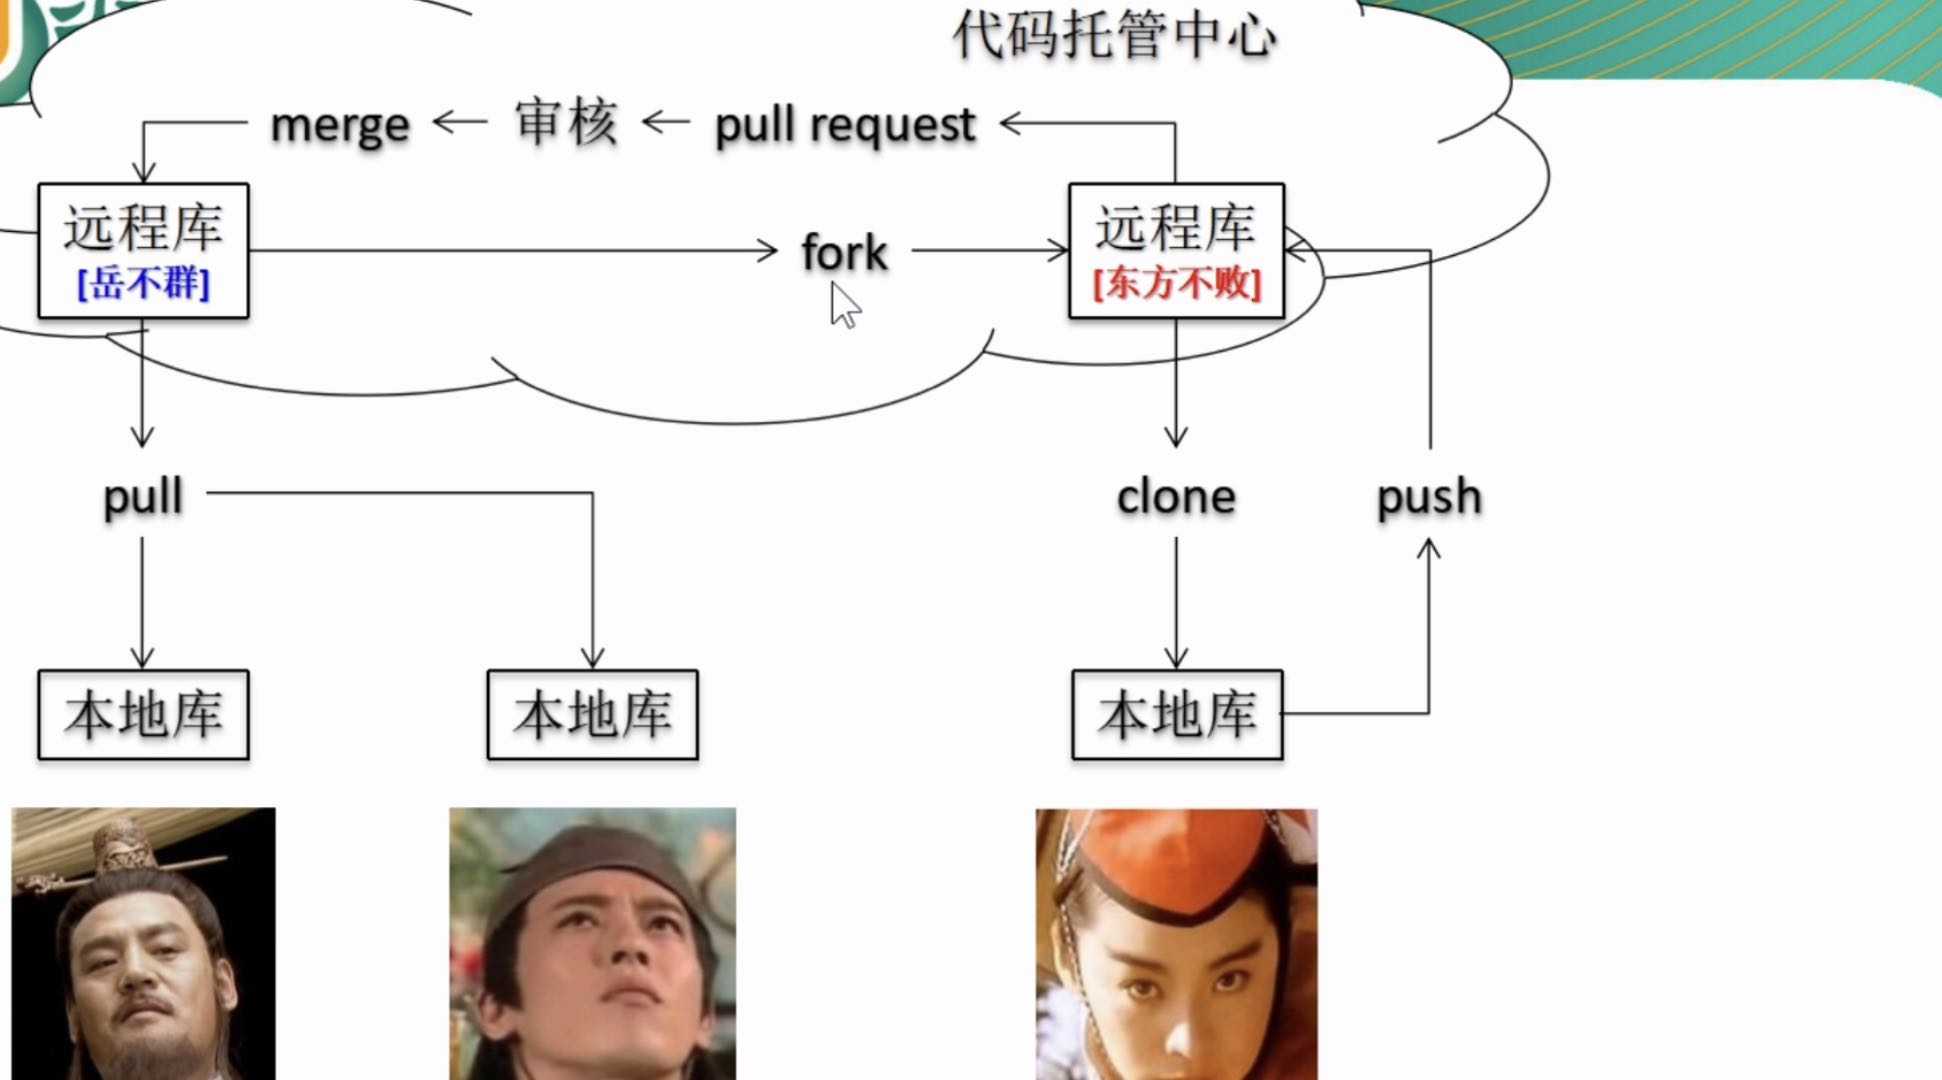 代码托管中心
merge
审核
pull request
远程库
[岳不群]
fork
远程库
[东方不败]
pull
clone
push
本地库
本地库
本地库